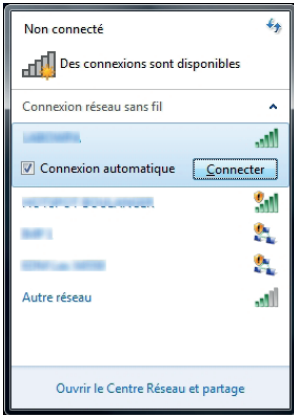 Non connecté
Des connexions sont disponibles
Connexion réseau sans fil
Connexion automatique
Connecter
Autre réseau
Ouvrir le Centre Réseau et partage